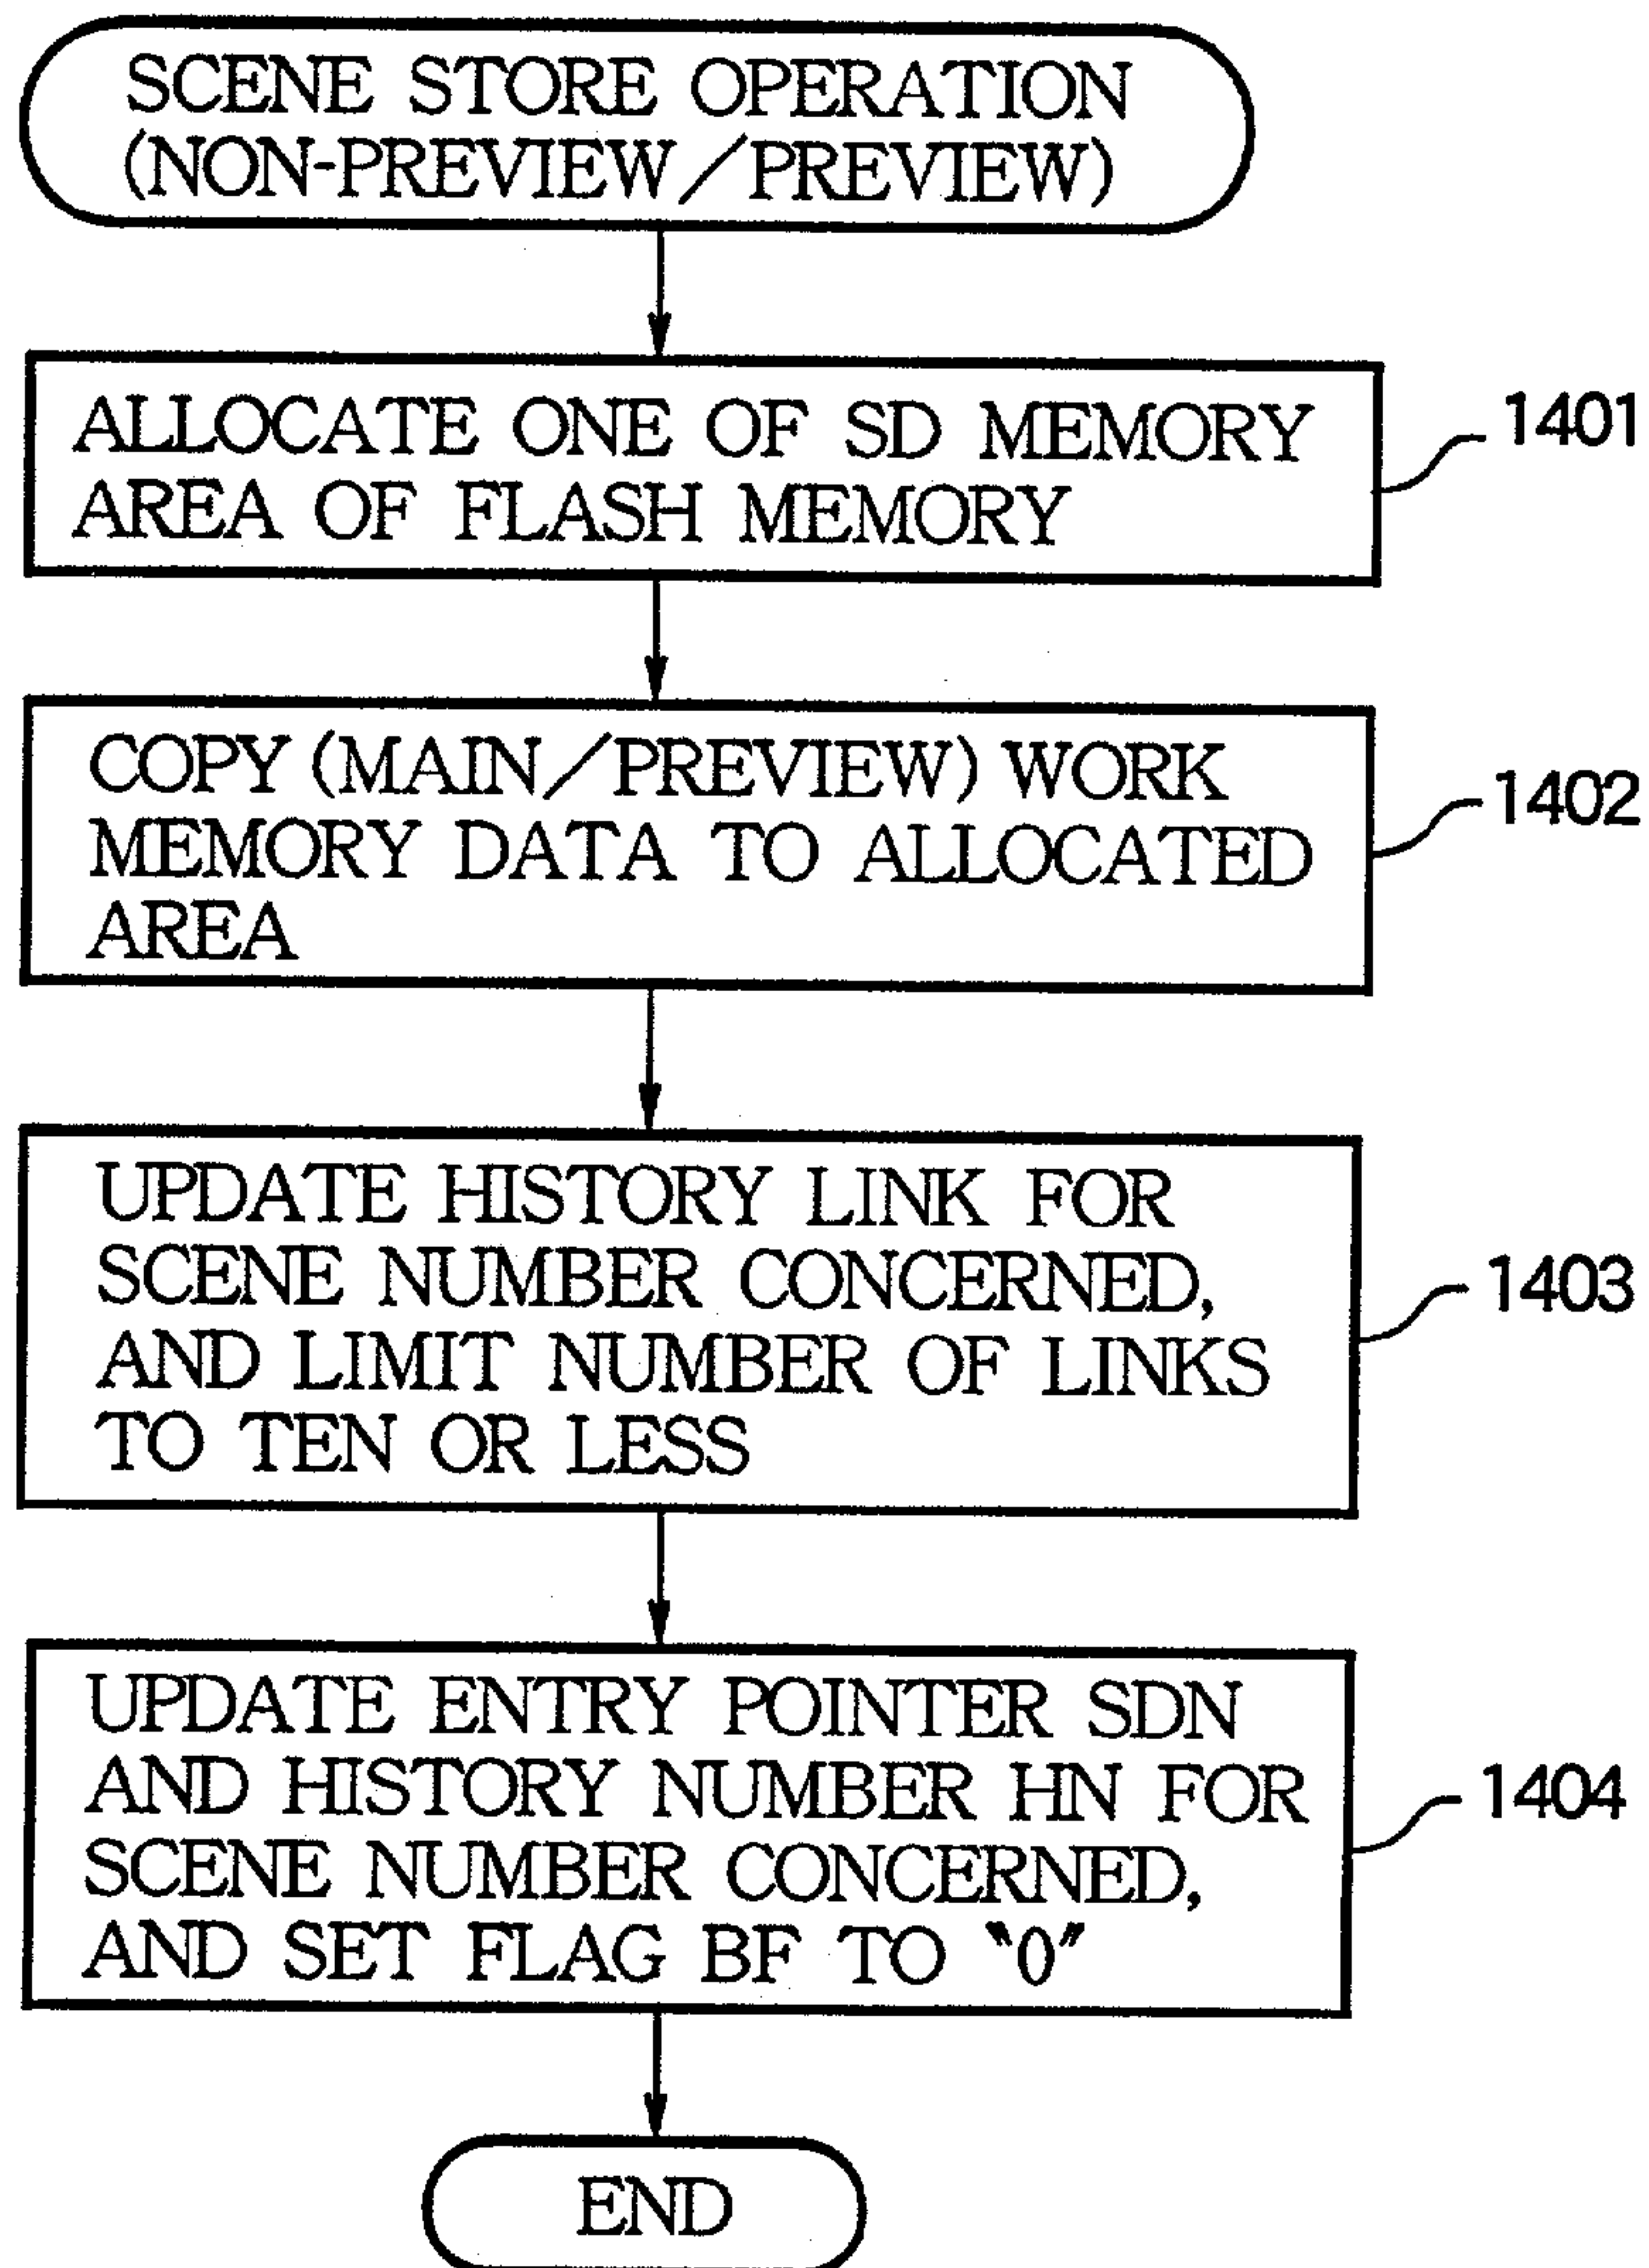 SCENE STORE OPERATION
(NON-PREVIEW/PREVIEW)
ALLOCATE ONE OF SD MEMORY
AREA OF FLASH MEMORY
1401
COPY (MAIN/PREVIEW) WORK
MEMORY DATA TO ALLOCATED
AREA
1402
UPDATE HISTORY LINK FOR
SCENE NUMBER CONCERNED,
AND LIMIT NUMBER OF LINKS
TO TEN OR LESS
1403
UPDATE ENTRY POINTER SDN
AND HISTORY NUMBER HN FOR
SCENE NUMBER CONCERNED,
AND SET FLAG BF TO "0"
1404
END